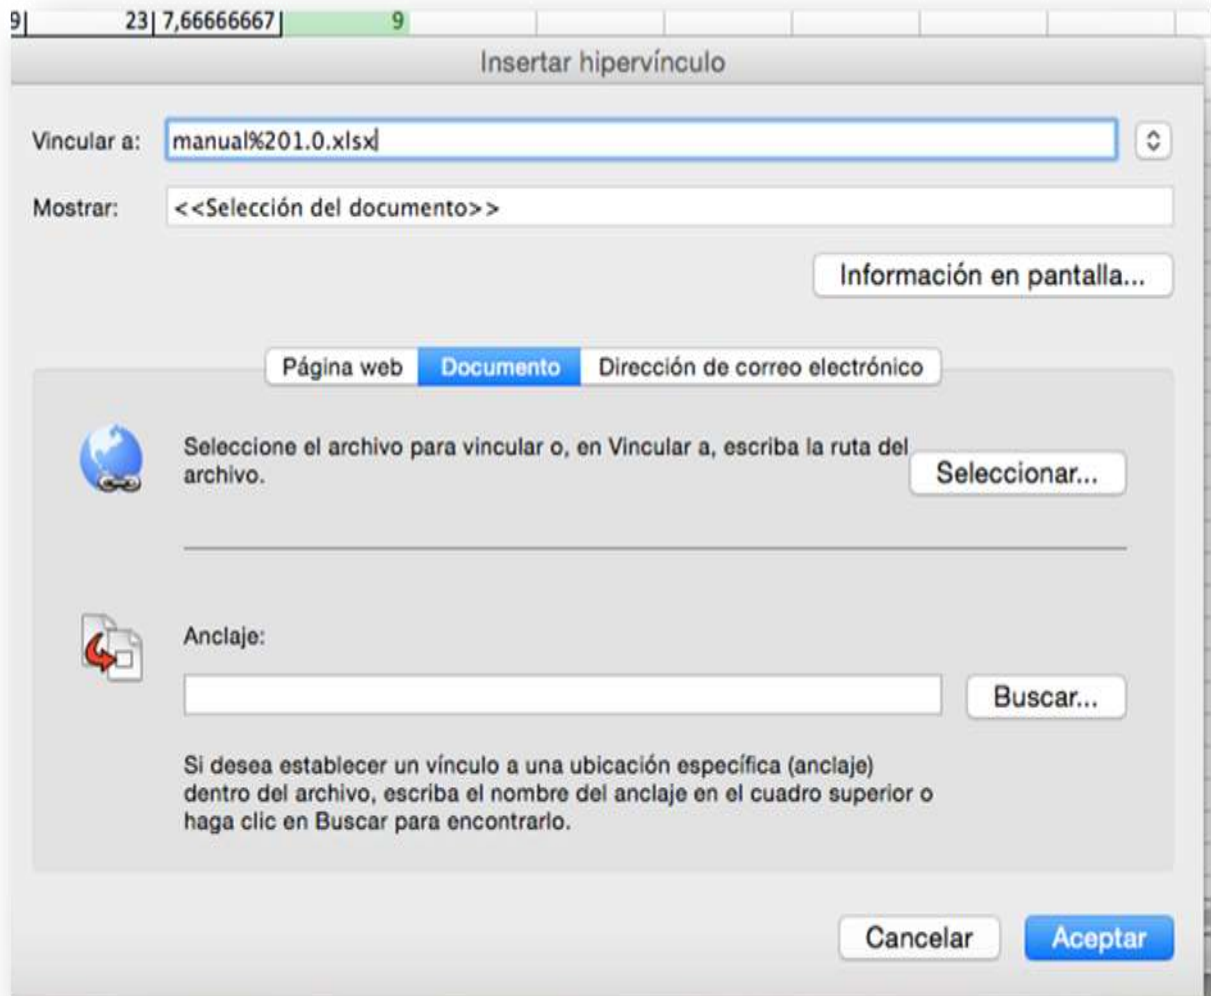 9 23 7,66666667 9
Insertar hipervínculo
Vincular a: manual%201.0.xlsx
Mostrar: <<Selección del documento>>
Información en pantalla...
Página web Documento Dirección de correo electrónico
Seleccione el archivo para vincular o, en Vincular a, escriba la ruta del
archivo.
Seleccionar...
Anclaje:
Buscar...
Si desea establecer un vínculo a una ubicación específica (anclaje)
dentro del archivo, escriba el nombre del anclaje en el cuadro superior o
haga clic en Buscar para encontrarlo.
Cancelar Aceptar